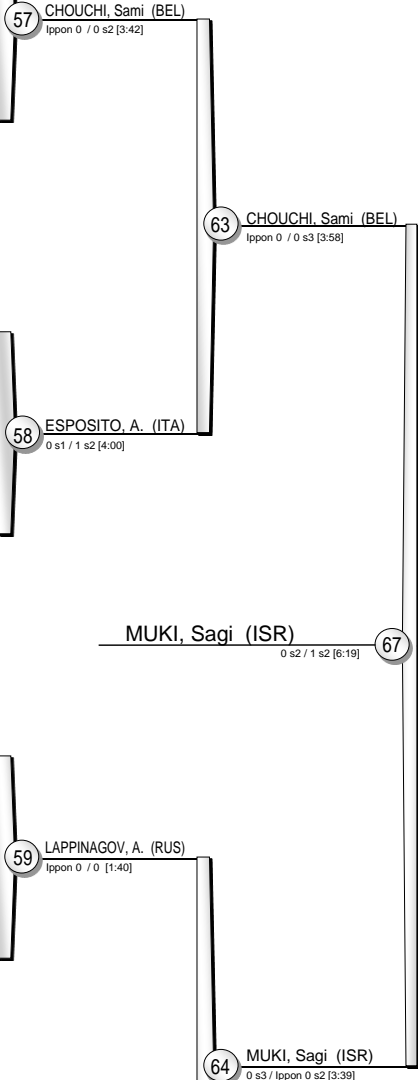 57 CHOUCHI, Sami (BEL)
Ippon 0 / 0 s2 [3:42]
63 CHOUCHI, Sami (BEL)
Ippon 0 / 0 s3 [3:58]
58 ESPOSITO, A. (ITA)
0 s1 / 1 s2 [4:00]
MUKI, Sagi (ISR)
0 s2 / 1 s2 [6:19]
67
59 LAPPINAGOV, A. (RUS)
Ippon 0 / 0 [1:40]
64 MUKI, Sagi (ISR)
0 s3 / Ippon 0 s2 [3:39]